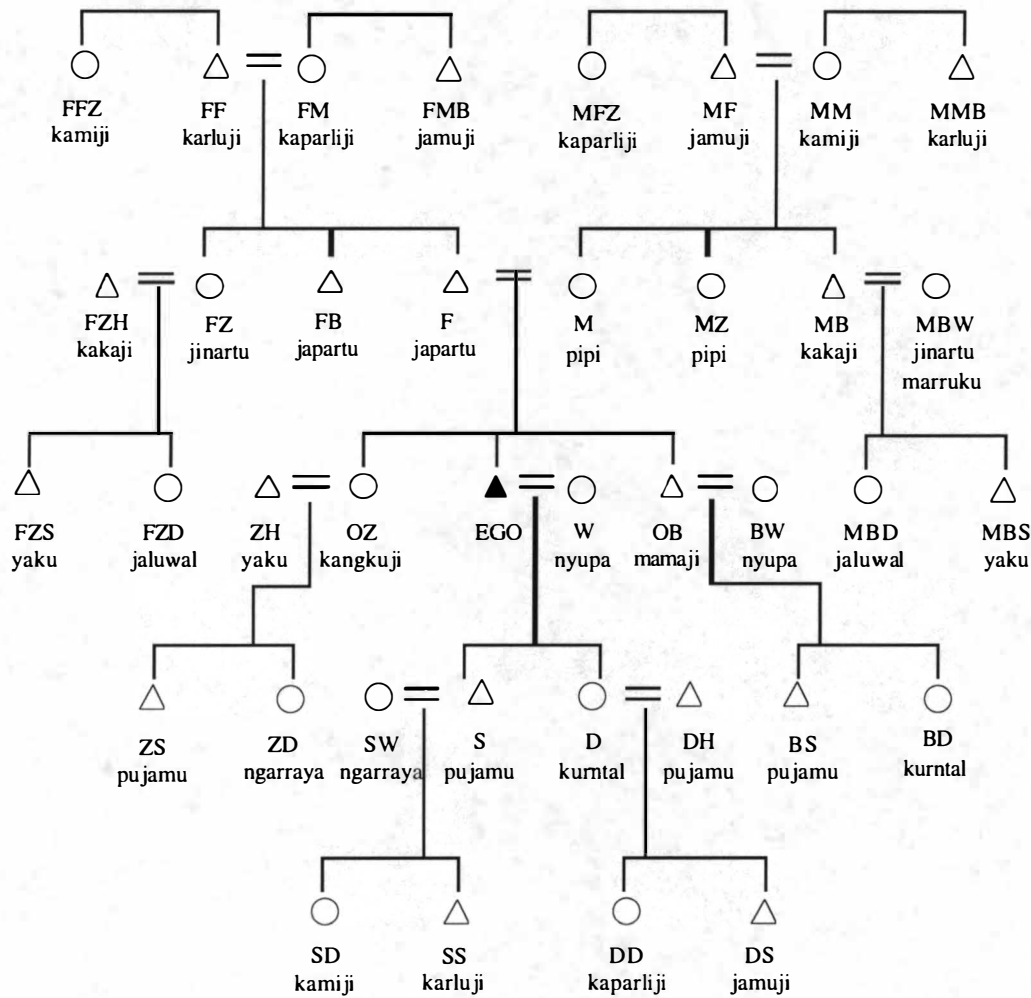 FFZ FF FM FMB MFZ MF MM MMB
kamiji karluji kaparliji jamuji kaparliji jamuji kamiji karluji
FZH FZ FB F M MZ MB MBW
kakaji jinartu japartu japartu pipi pipi kakaji jinartu
marruku
FZS FZD ZH OZ EGO W OB BW MBD MBS
yaku jaluwal yaku kangkuji nyupa mamaji nyupa jaluwal yaku
ZS ZD SW S D DH BS BD
pujamu ngarraya ngarraya pujamu kurntal pujamu pujamu kurntal
SD SS DD DS
kamiji karluji kaparliji jamuji